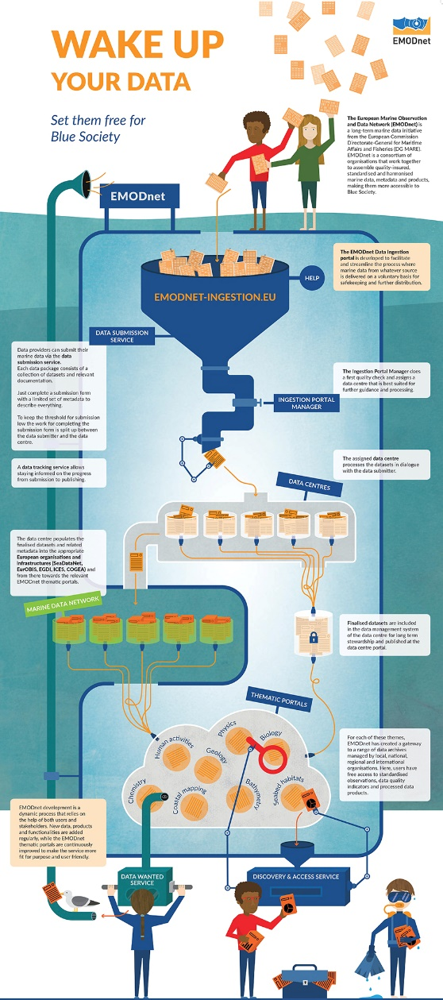 WAKE UP
YOUR DATA
Set them free for
Blue Society
EMODnet
The European Marine Observation
and Data Network (EMODnet) is
a long-term marine data initiative
from the European Commission
Directorate-General for Maritime
Affairs and Fisheries (DG MARE).
EMODnet is a consortium of
organisations that work together
to assemble quality-insured,
standardised and harmonised
marine data, metadata and products,
making them more accessible to
Blue Society.
EMODnet
The EMODnet Data Ingestion
portal is developed to facilitate
and streamline the process where
marine data from whatever source
is delivered on a voluntary basis for
safekeeping and further distribution.
HELP
EMODNET-INGESTION.EU
DATA SUBMISSION
SERVICE
Data providers can submit their
marine data via the data
submission service.
Each data package consists of a
collection of datasets and relevant
documentation.
Just complete a submission form
with a limited set of metadata to
describe everything.
To keep the threshold for submission
low the work for completing the
submission form is split up between
the data submitter and the data
centre.
The Ingestion Portal Manager does
a first quality check and assigns a
data centre that is best suited for
further guidance and processing.
INGESTION PORTAL
MANAGER
A data tracking service allows
staying informed on the progress
from submission to publishing.
The assigned data centre
processes the datasets in dialogue
with the data submitter.
DATA CENTRES
The data centre populates the
finalised datasets and related
metadata into the appropriate
European organisations and
infrastructures (SeaDataNet,
EurOBIS, EGDI, ICES, COGEA) and
from there towards the relevant
EMODnet thematic portals.
MARINE DATA NETWORK
Finalised datasets are included
in the data management system
of the data centre for long term
stewardship and published at the
data centre portal.
THEMATIC PORTALS
Physics
Biology
Human activities
Geology
Chemistry
Coastal mapping
Bathymetry
Seabed habitats
For each of these themes,
EMODnet has created a gateway
to a range of data archives
managed by local, national,
regional and international
organisations. Here, users have
free access to standardised
observations, data quality
indicators and processed data
products.
EMODnet development is a
dynamic process that relies on
the help of both users and
stakeholders. New data, products
and functionalities are added
regularly, while the EMODnet
thematic portals are continuously
improved to make the service more
fit for purpose and user friendly.
DATA WANTED
SERVICE
DISCOVERY & ACCESS SERVICE